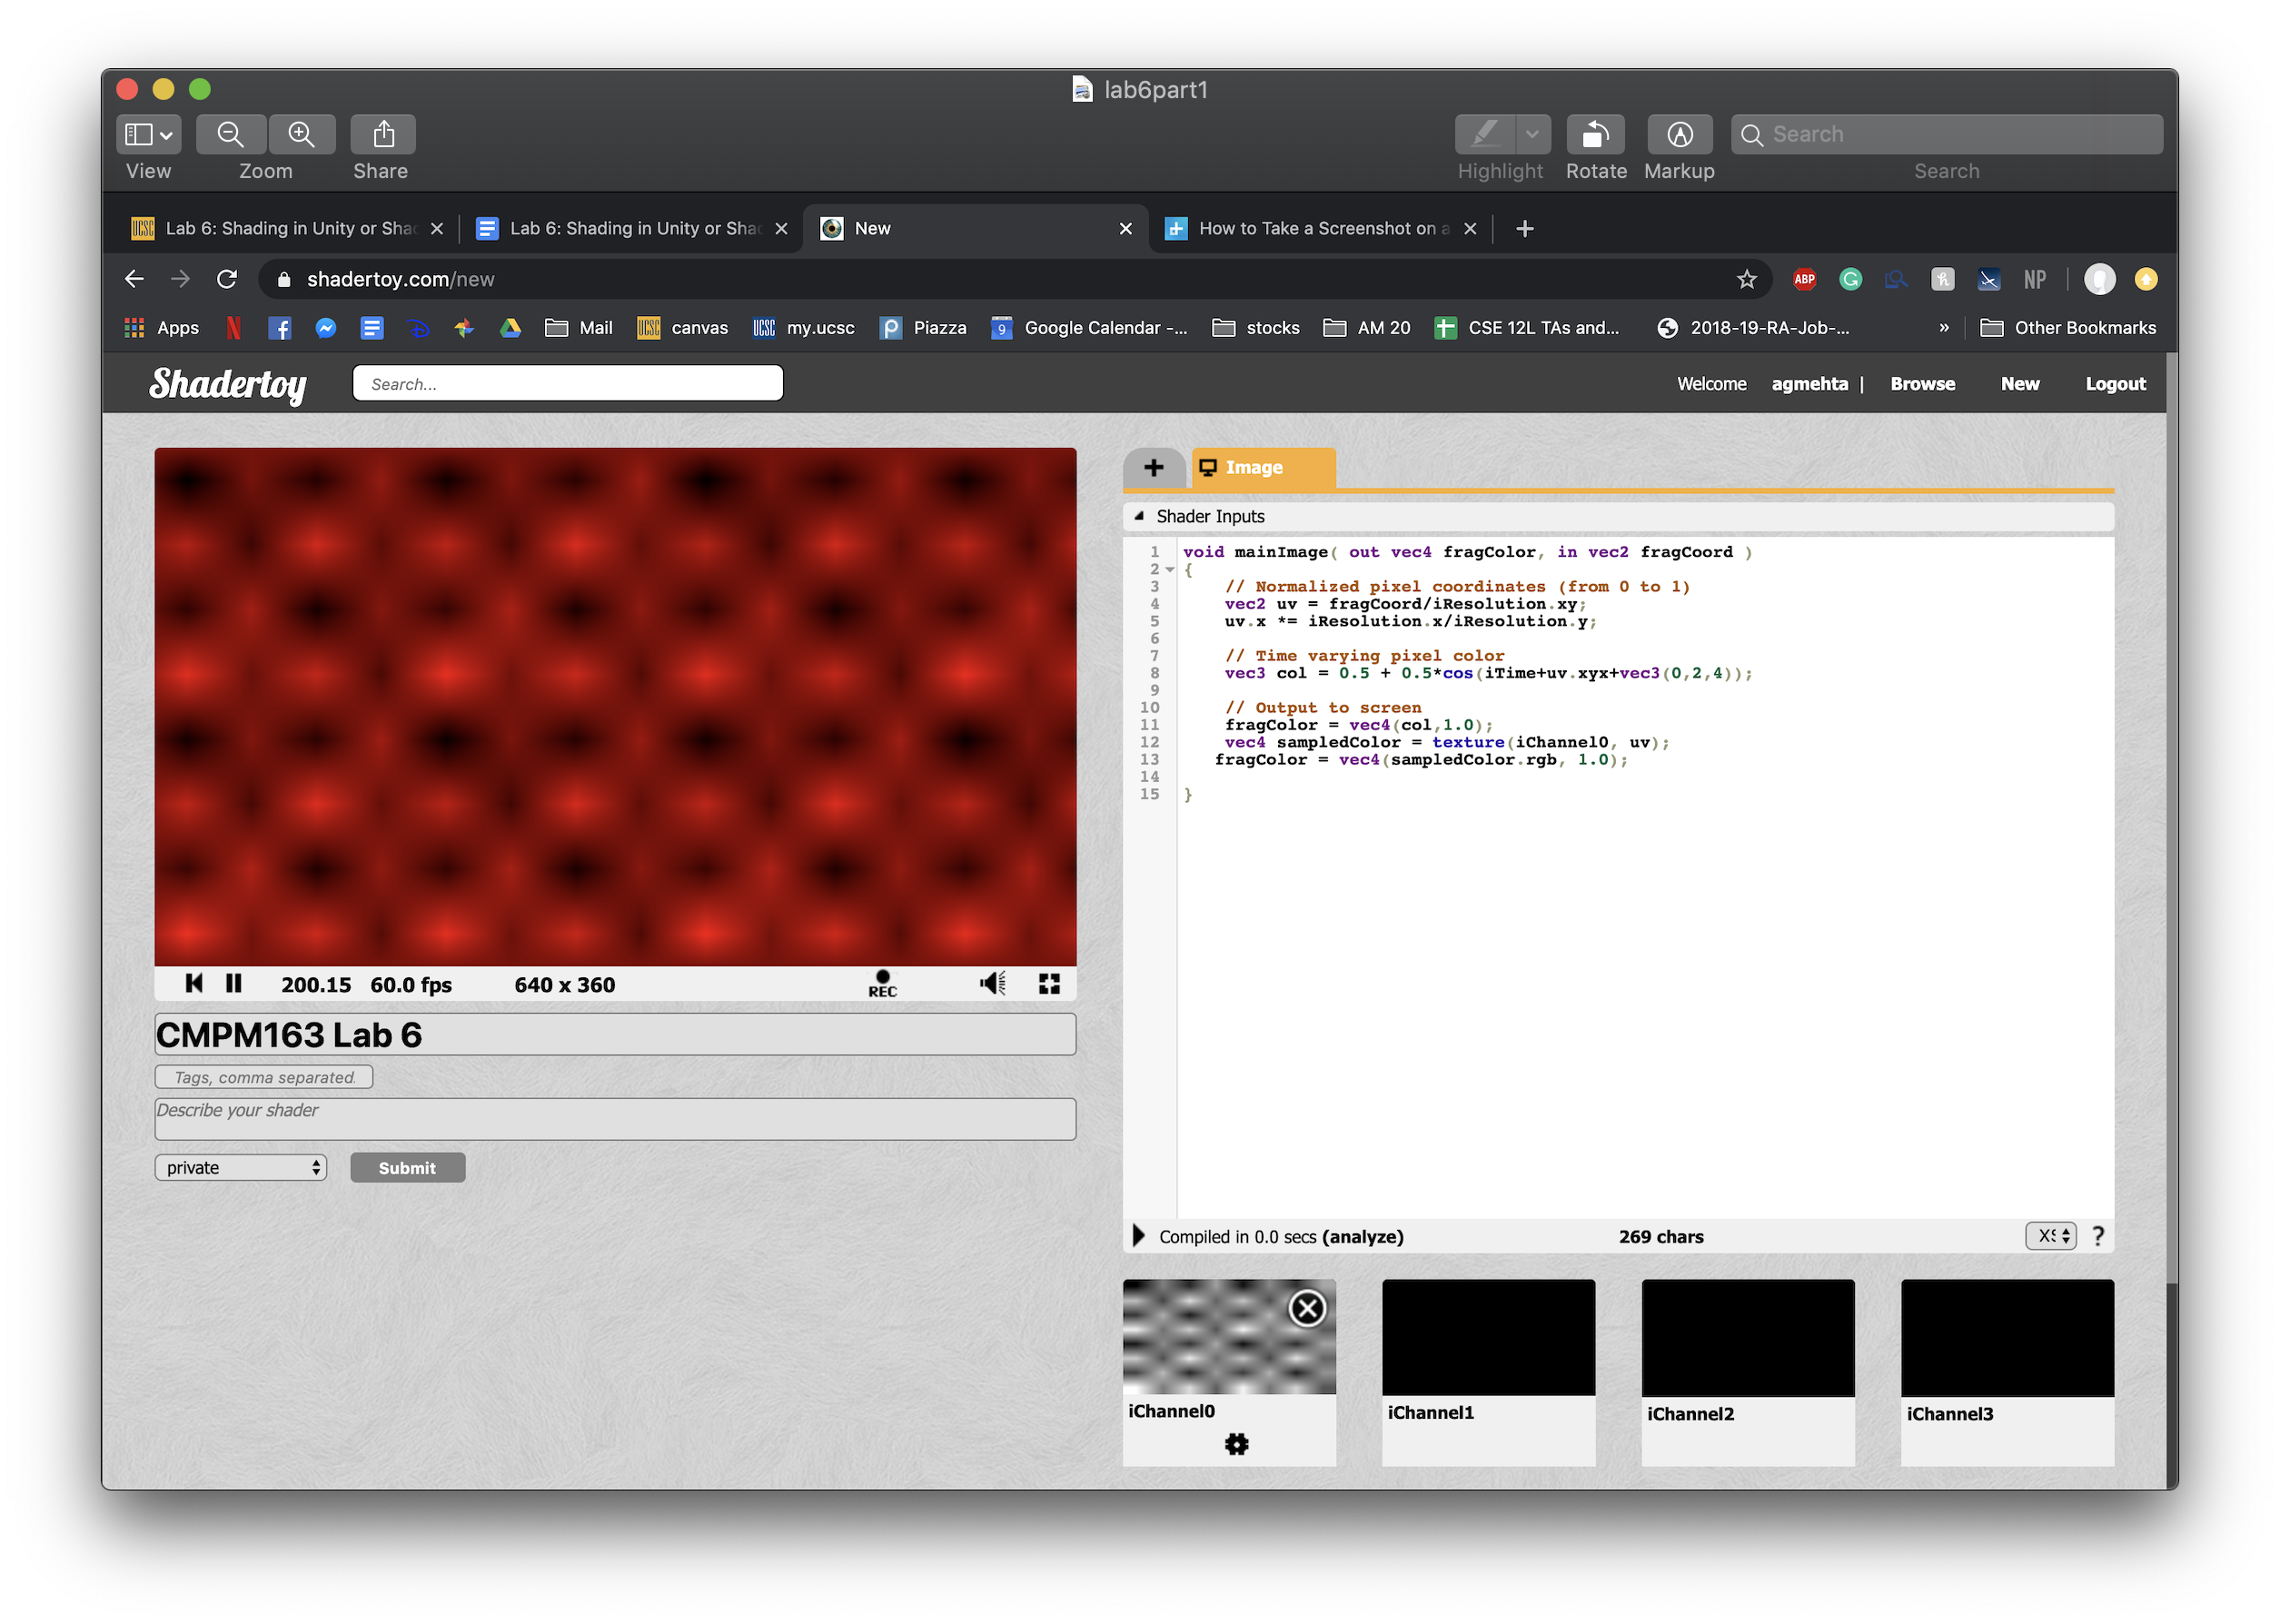 lab6part1
View Zoom Share Highlight Rotate Markup Search
Search
Lab 6: Shading in Unity or Sha
Lab 6: Shading in Unity or Sha
New
How to Take a Screenshot on a
shadertoy.com/new
ABP
NP
Apps
Mail
UCSC canvas
UCSC my.ucsc
Piazza
9 Google Calendar -...
stocks
AM 20
CSE 12L TAs and...
2018-19-RA-Job-...
»
Other Bookmarks
Shadertoy
Search...
Welcome agmehta | Browse New Logout
200.15 60.0 fps 640 x 360 REC
CMPM163 Lab 6
Tags, comma separated.
Describe your shader
private
Submit
+ Image
Shader Inputs
1 void mainImage( out vec4 fragColor, in vec2 fragCoord )
2 {
3 // Normalized pixel coordinates (from 0 to 1)
4 vec2 uv = fragCoord/iResolution.xy;
5 uv.x *= iResolution.x/iResolution.y;
6
7 // Time varying pixel color
8 vec3 col = 0.5 + 0.5*cos(iTime+uv.xyx+vec3(0,2,4));
9
10 // Output to screen
11 fragColor = vec4(col,1.0);
12 vec4 sampledColor = texture(iChannel0, uv);
13 fragColor = vec4(sampledColor.rgb, 1.0);
14
15 }
Compiled in 0.0 secs (analyze) 269 chars ?
iChannel0 iChannel1 iChannel2 iChannel3